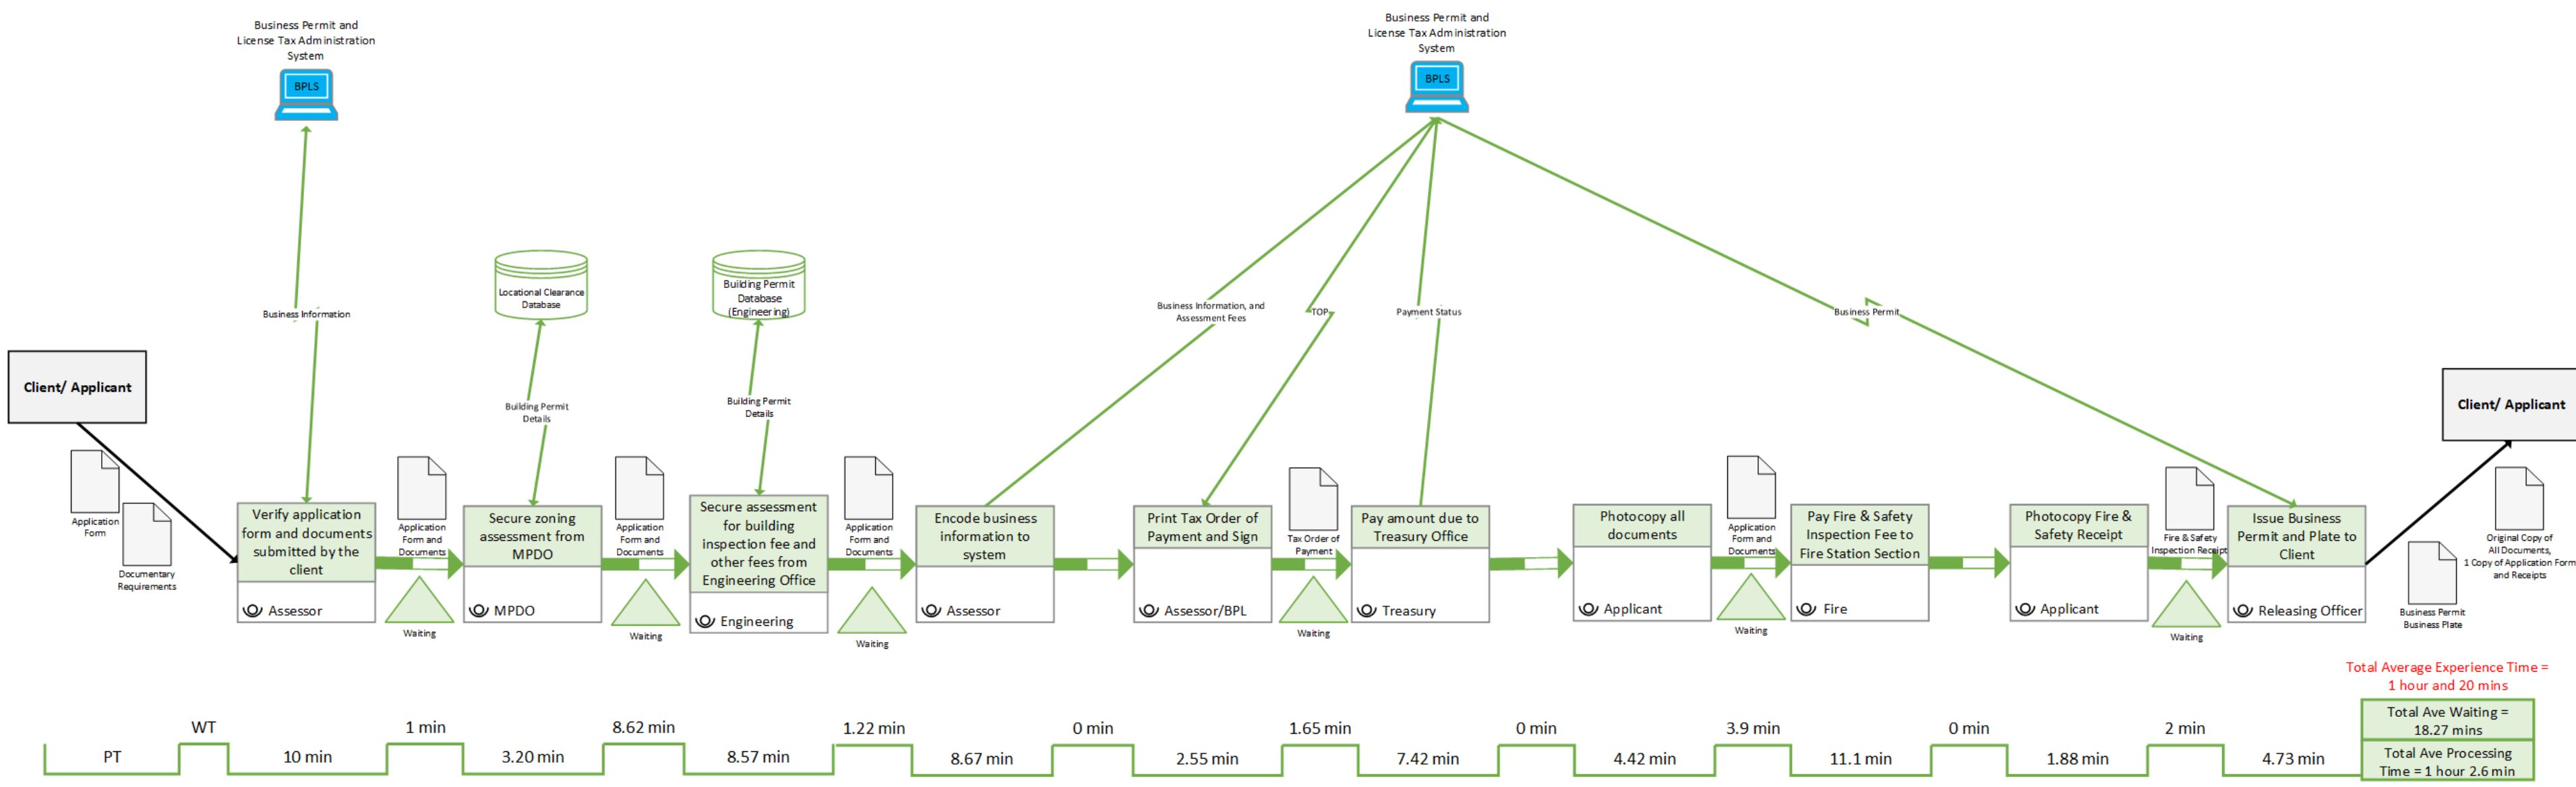 Business Permit and
License Tax Administration
System
BPLS
Business Permit and
License Tax Administration
System
BPLS
Locational Clearance
Database
Building Permit
Database
(Engineering)
Business Information
Business Information, and
Assessment Fees
TOP
Payment Status
Business Permit
Client/ Applicant
Building Permit
Details
Building Permit
Details
Client/ Applicant
Application
Form
Documentary
Requirements
Verify application
form and documents
submitted by the
client
Assessor
Application
Form and
Documents
Waiting
Secure zoning
assessment from
MPDO
MPDO
Application
Form and
Documents
Waiting
Secure assessment
for building
inspection fee and
other fees from
Engineering Office
Engineering
Application
Form and
Documents
Waiting
Encode business
information to
system
Assessor
Print Tax Order of
Payment and Sign
Assessor/BPL
Tax Order of
Payment
Waiting
Pay amount due to
Treasury Office
Treasury
Photocopy all
documents
Applicant
Application
Form and
Documents
Waiting
Pay Fire & Safety
Inspection Fee to
Fire Station Section
Fire
Photocopy Fire &
Safety Receipt
Applicant
Fire & Safety
Inspection Receipt
Waiting
Issue Business
Permit and Plate to
Client
Releasing Officer
Business Permit
Business Plate
Original Copy of
All Documents,
1 Copy of Application Form
and Receipts
Total Average Experience Time =
1 hour and 20 mins
WT
1 min
8.62 min
1.22 min
0 min
1.65 min
0 min
3.9 min
0 min
2 min
Total Ave Waiting =
18.27 mins
PT
10 min
3.20 min
8.57 min
8.67 min
2.55 min
7.42 min
4.42 min
11.1 min
1.88 min
4.73 min
Total Ave Processing
Time = 1 hour 2.6 min